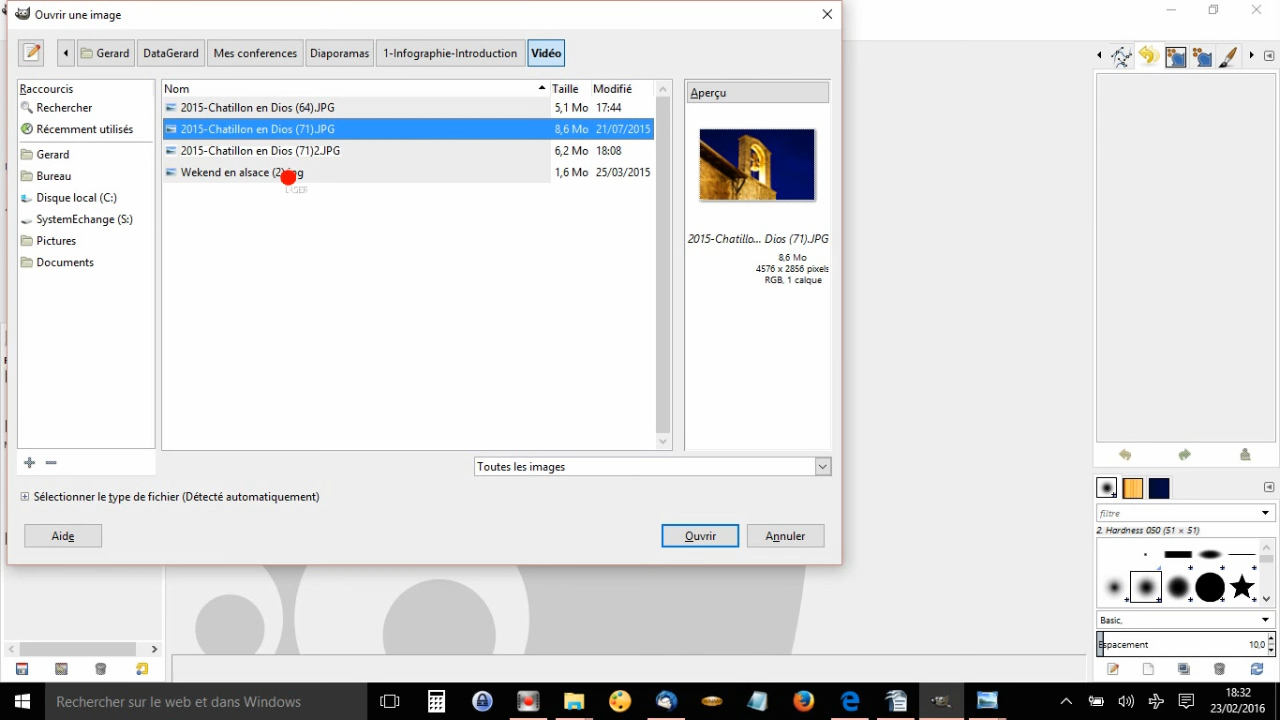 Ouvrir une image
Gerard
DataGerard
Mes conferences
Diaporamas
1-Infographie-Introduction
Vidéo
Raccourcis
Rechercher
Récemment utilisés
Gerard
Bureau
Disque local (C:)
SystemEchange (S:)
Pictures
Documents
Nom Taille Modifié
2015-Chatillon en Dios (64).JPG 5,1 Mo 17:44
2015-Chatillon en Dios (71).JPG 8,6 Mo 21/07/2015
2015-Chatillon en Dios (71)2.JPG 6,2 Mo 18:08
Wekend en alsace (2) 1,6 Mo 25/03/2015
LASER
Aperçu
2015-Chatillo... Dios (71).JPG
8,6 Mo
4576 x 2856 pixels
RGB, 1 calque
Toutes les images
Sélectionner le type de fichier (Détecté automatiquement)
Aide
Ouvrir
Annuler
filtre
2. Hardness 050 (51 × 51)
Basic,
Espacement 10,0
Rechercher sur le web et dans Windows
18:32
23/02/2016